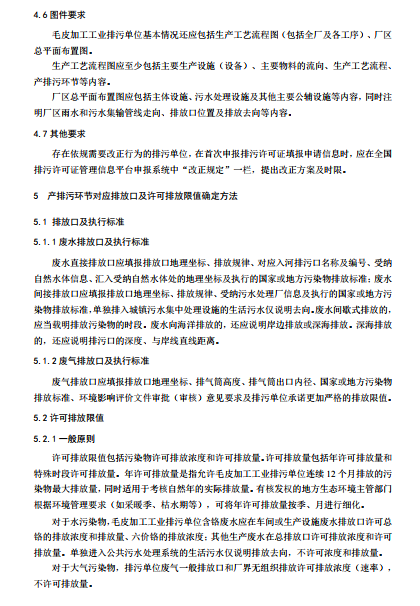 4.6 图件要求
毛皮加工工业排污单位基本情况还应包括生产工艺流程图（包括全厂及各工序）、厂区
总平面布置图。
生产工艺流程图应至少包括主要生产设施（设备）、主要物料的流向、生产工艺流程、
产排污环节等内容。
厂区总平面布置图应包括主体设施、污水处理设施及其他主要公辅设施等内容，同时注
明厂区雨水和污水集输管线走向、排放口位置及排放去向等内容。
4.7 其他要求
存在依规需要改正行为的排污单位，在首次申报排污许可证填报申请信息时，应在全国
排污许可证管理信息平台申报系统中“改正规定”一栏，提出改正方案及时限。
5 产排污环节对应排放口及许可排放限值确定方法
5.1 排放口及执行标准
5.1.1 废水排放口及执行标准
废水直接排放口应填报排放口地理坐标、排放规律、对应入河排污口名称及编号、受纳
自然水体信息、汇入受纳自然水体处的地理坐标及执行的国家或地方污染物排放标准；废水
间接排放口应填报排放口地理坐标、排放规律、受纳污水处理厂信息及执行的国家或地方污
染物排放标准，单独排入城镇污水集中处理设施的生活污水仅说明去向。废水间歇式排放的，
应当载明排放污染物的时段。废水向海洋排放的，还应说明岸边排放或深海排放。深海排放
的，还应说明排污口的深度、与岸线直线距离。
5.1.2 废气排放口及执行标准
废气排放口应填报排放口地理坐标、排气筒高度、排气筒出口内径、国家或地方污染物
排放标准、环境影响评价文件审批（审核）意见要求及排污单位承诺更加严格的排放限值。
5.2 许可排放限值
5.2.1 一般原则
许可排放限值包括污染物许可排放浓度和许可排放量。许可排放量包括年许可排放量和
特殊时段许可排放量。年许可排放量是指允许毛皮加工工业排污单位连续 12 个月排放的污
染物最大排放量，同时适用于考核自然年的实际排放量。有核发权的地方生态环境主管部门
根据环境管理要求（如采暖季、枯水期等），可将年许可排放量按季、月进行细化。
对于水污染物，毛皮加工工业排污单位含铬废水应在车间或生产设施废水排放口许可总
铬的排放浓度和排放量、六价铬的排放浓度；其他生产废水在总排放口许可排放浓度和许可
排放量。单独进入公共污水处理系统的生活污水仅说明排放去向，不许可浓度和排放量。
对于大气污染物，排污单位废气一般排放口和厂界无组织排放许可排放浓度（速率），
不许可排放量。